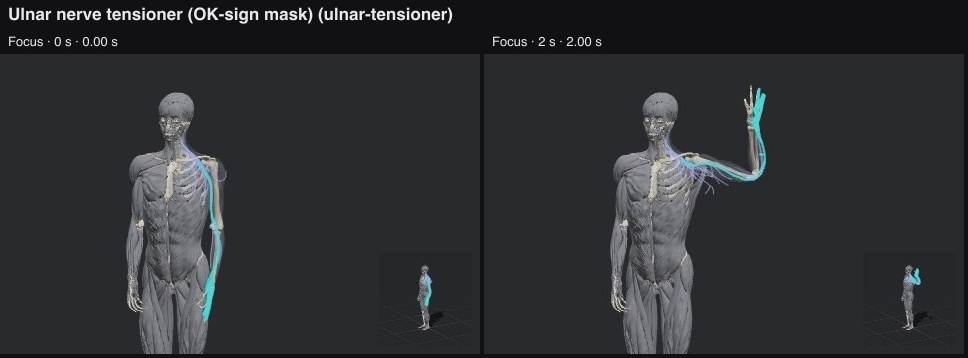 Ulnar nerve tensioner (OK-sign mask) (ulnar-tensioner)
Focus · 0 s · 0.00 s
Focus · 2 s · 2.00 s